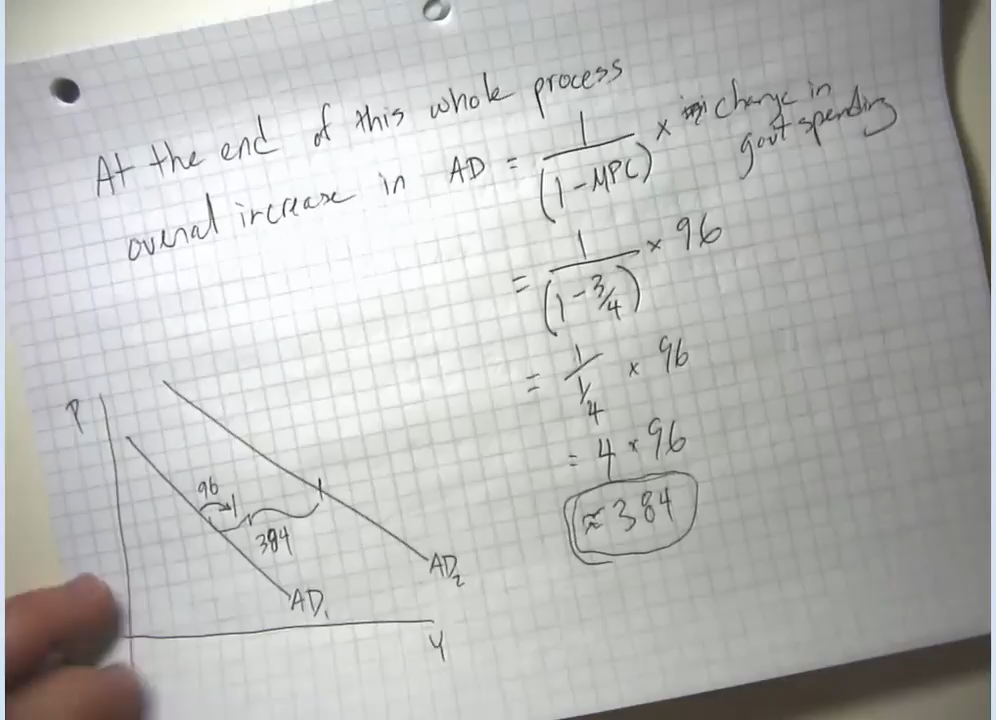 At the end of this whole process
overal increase in AD = 1/(1-MPC) × change in
govt spending
= 1/(1-3/4) × 96
= 1/1/4 × 96
= 4 × 96
≈ 384
P
96
384
AD2
AD1
Y